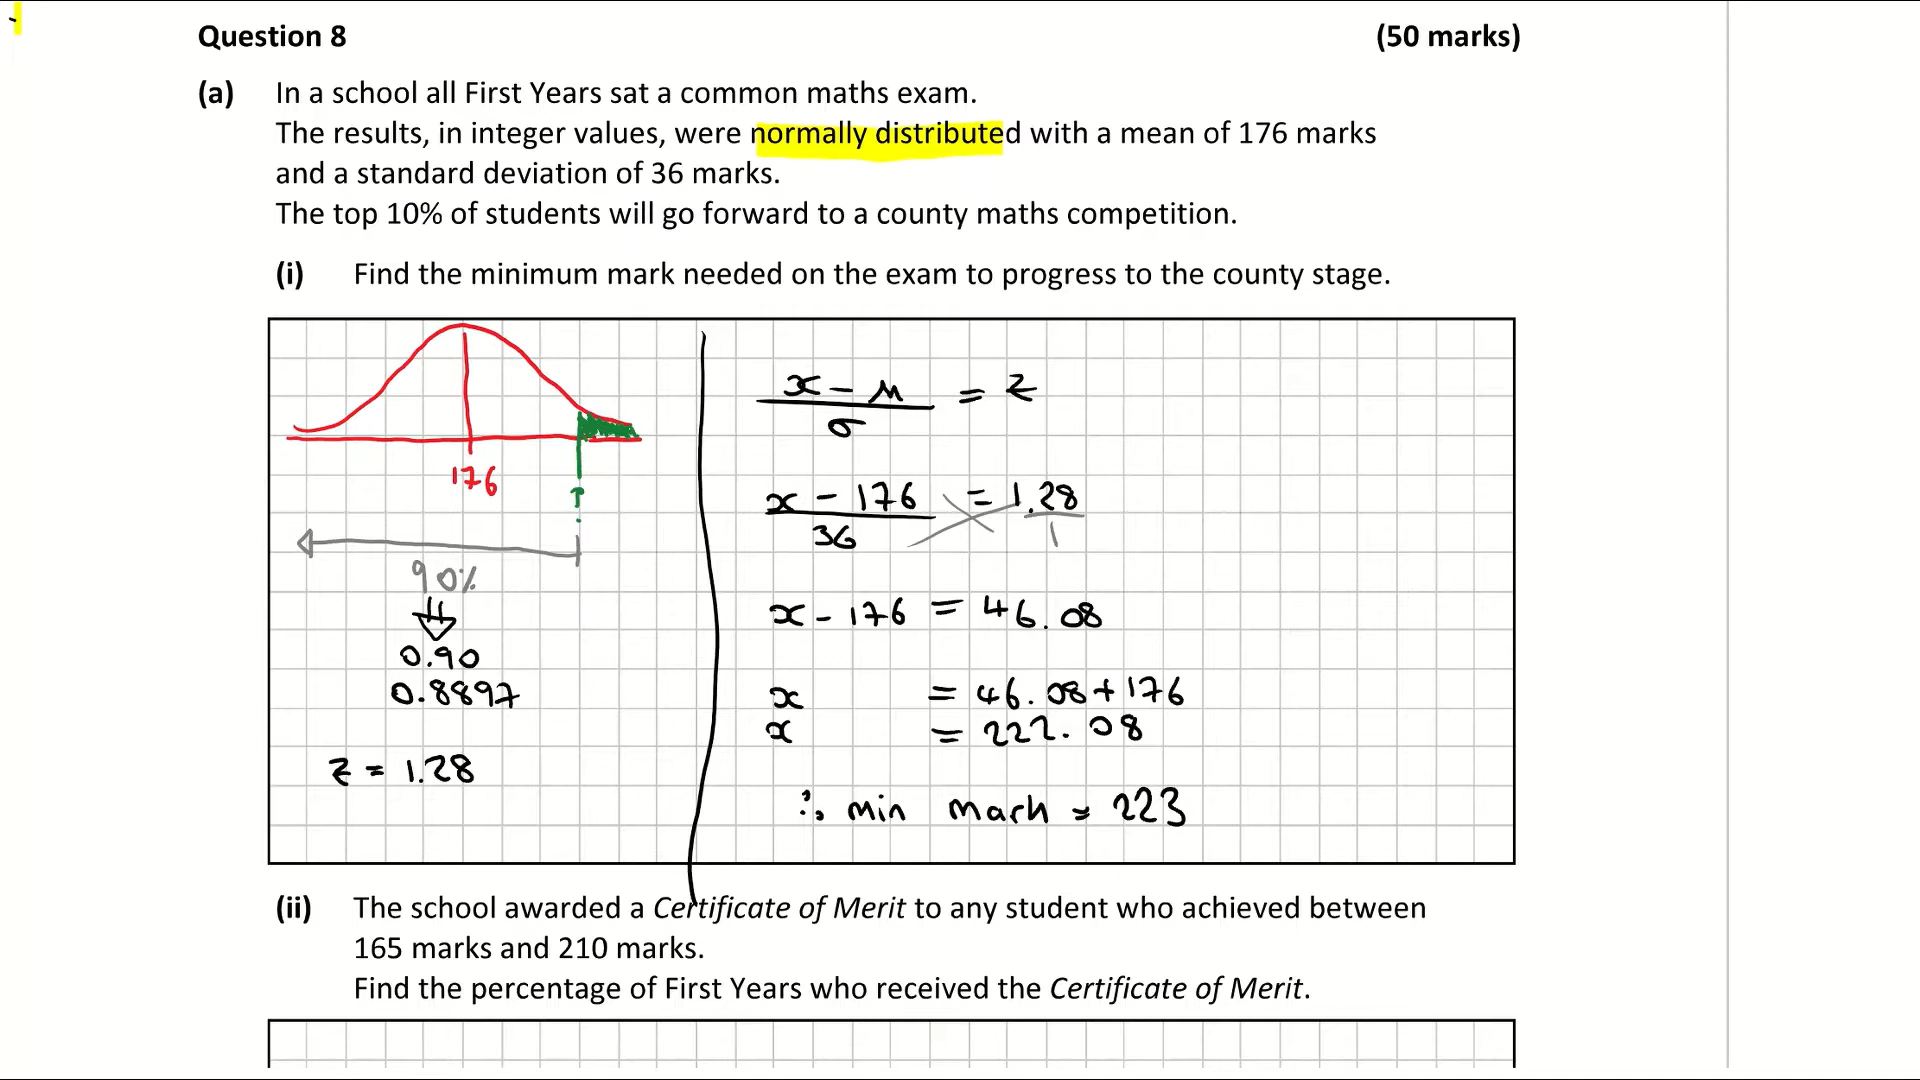 Question 8 (50 marks)
(a) In a school all First Years sat a common maths exam.
The results, in integer values, were normally distributed with a mean of 176 marks
and a standard deviation of 36 marks.
The top 10% of students will go forward to a county maths competition.
(i) Find the minimum mark needed on the exam to progress to the county stage.
176
?
90%
0.90
0.8897
z = 1.28
x - μ = z
σ
x - 176 = 1.28
36 1
x - 176 = 46.08
x = 46.08 + 176
x = 222.08
∴ min mark = 223
(ii) The school awarded a Certificate of Merit to any student who achieved between
165 marks and 210 marks.
Find the percentage of First Years who received the Certificate of Merit.